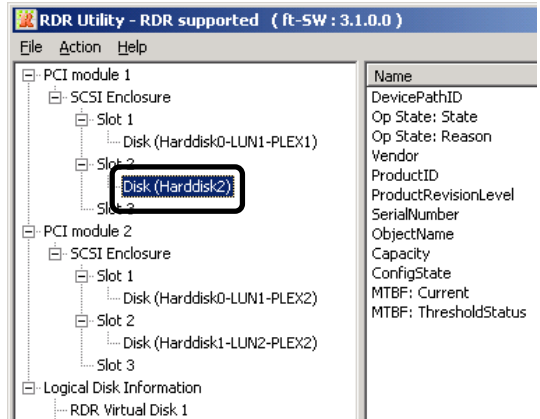 RDR Utility - RDR supported ( ft-SW : 3.1.0.0 )
File Action Help
PCI module 1
SCSI Enclosure
Slot 1
Disk (Harddisk0-LUN1-PLEX1)
Slot 2
Disk (Harddisk2)
Slot 3
PCI module 2
SCSI Enclosure
Slot 1
Disk (Harddisk0-LUN1-PLEX2)
Slot 2
Disk (Harddisk1-LUN2-PLEX2)
Slot 3
Logical Disk Information
RDR Virtual Disk 1
Name
DevicePathID
Op State: State
Op State: Reason
Vendor
ProductID
ProductRevisionLevel
SerialNumber
ObjectName
Capacity
ConfigState
MTBF: Current
MTBF: ThresholdStatus